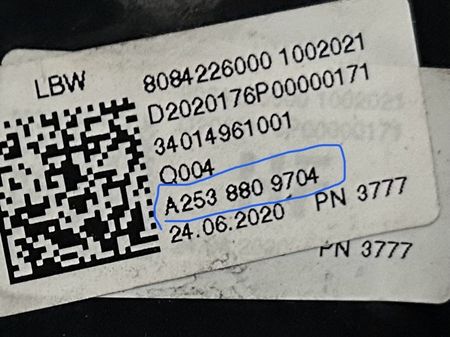 LBW
8084226000 1002021
D2020176P00000171
34014961001
Q004
A253 880 9704
24.06.2020 PN 3777
PN 3777